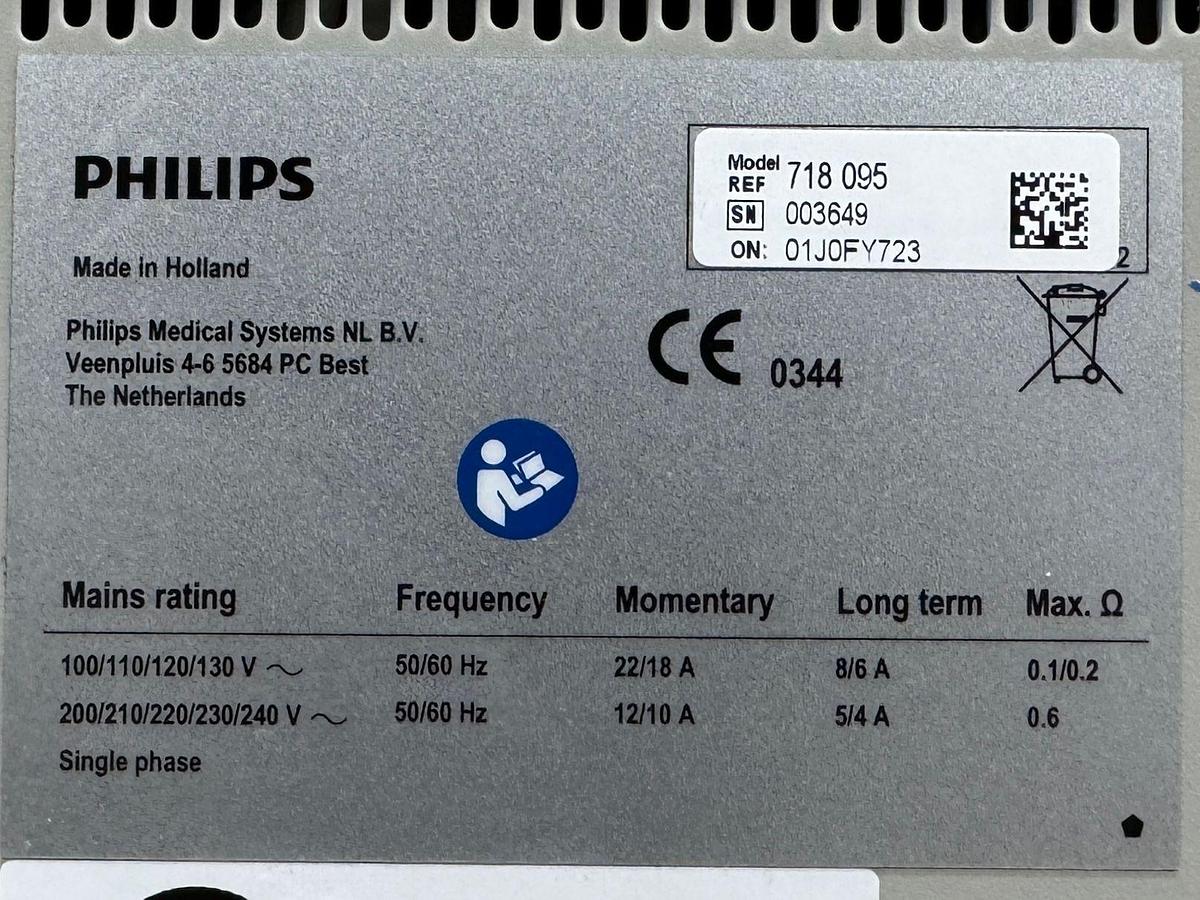 PHILIPS
Made in Holland
Philips Medical Systems NL B.V.
Veenpluis 4-6 5684 PC Best
The Netherlands
Model
REF 718 095
SN 003649
ON: 01J0FY723
2
CE 0344
Mains rating Frequency Momentary Long term Max. Ω
100/110/120/130 V ~ 50/60 Hz 22/18 A 8/6 A 0.1/0.2
200/210/220/230/240 V ~ 50/60 Hz 12/10 A 5/4 A 0.6
Single phase